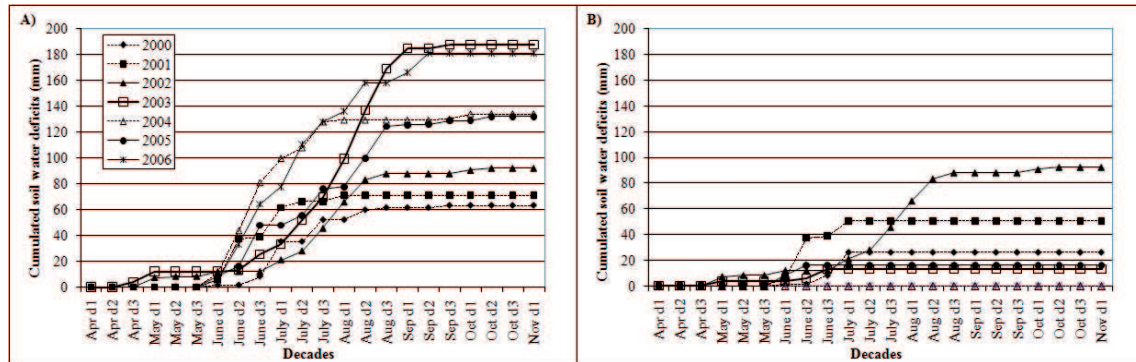 A)
Cumulated soil water deficits (mm)
200
180
160
140
120
100
80
60
40
20
0
2000
2001
2002
2003
2004
2005
2006
Apr d1
Apr d2
Apr d3
May d1
May d2
May d3
June d1
June d2
June d3
July d1
July d2
July d3
Aug d1
Aug d2
Aug d3
Sep d1
Sep d2
Sep d3
Oct d1
Oct d2
Oct d3
Nov d1
Decades
B)
Cumulated soil water deficits (mm)
200
180
160
140
120
100
80
60
40
20
0
Apr d1
Apr d2
Apr d3
May d1
May d2
May d3
June d1
June d2
June d3
July d1
July d2
July d3
Aug d1
Aug d2
Aug d3
Sep d1
Sep d2
Sep d3
Oct d1
Oct d2
Oct d3
Nov d1
Decades